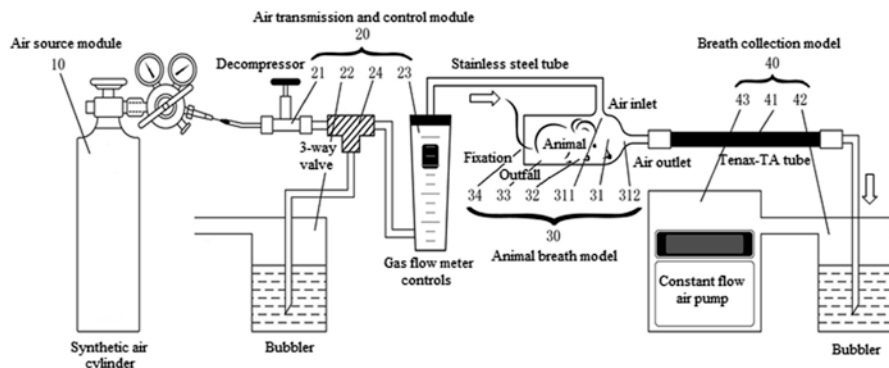 Air source module
10
Air transmission and control module
20
Decompressor
21
22
24
23
3-way
valve
Stainless steel tube
Air inlet
Animal
Fixation
Outfall
34
33
32
311
31
312
30
Animal breath model
Air outlet
Breath collection model
40
43
41
42
Tenax-TA tube
Synthetic air
cylinder
Bubbler
Gas flow meter
controls
Constant flow
air pump
Bubbler